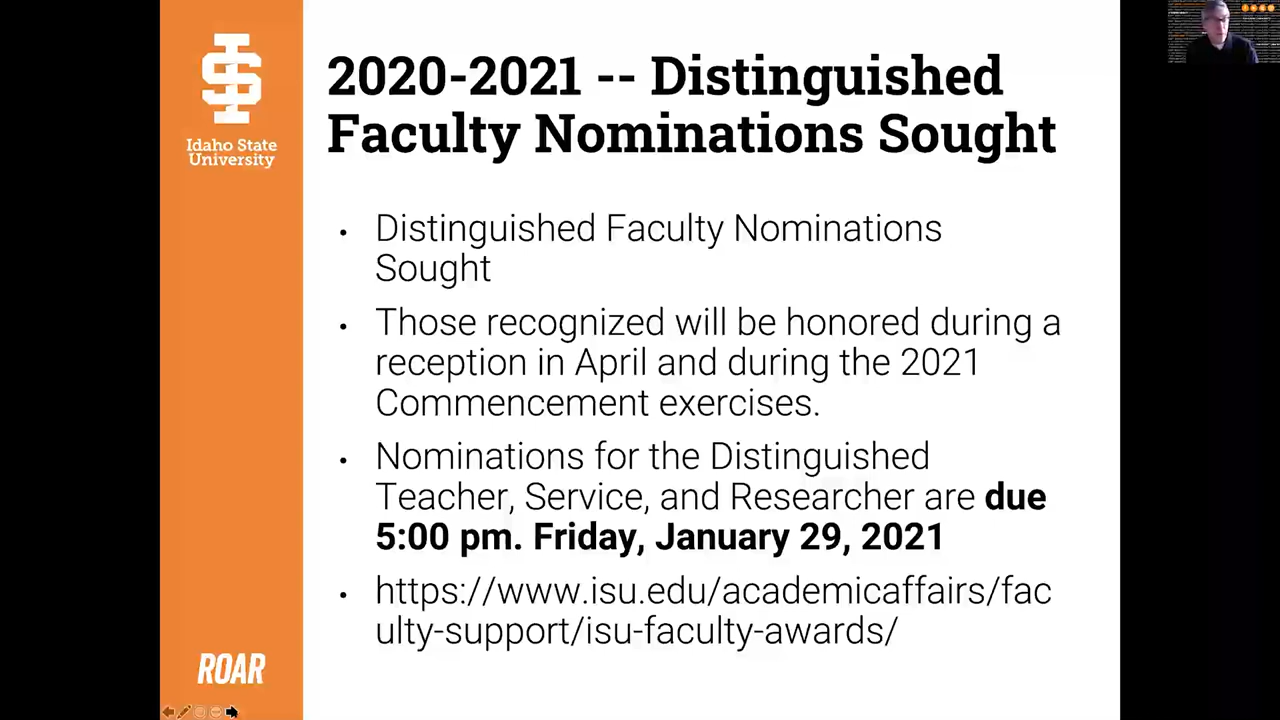 Idaho State
University
2020-2021 -- Distinguished
Faculty Nominations Sought
• Distinguished Faculty Nominations
Sought
• Those recognized will be honored during a
reception in April and during the 2021
Commencement exercises.
• Nominations for the Distinguished
Teacher, Service, and Researcher are due
5:00 pm. Friday, January 29, 2021
• https://www.isu.edu/academicaffairs/fac
ulty-support/isu-faculty-awards/
ROAR